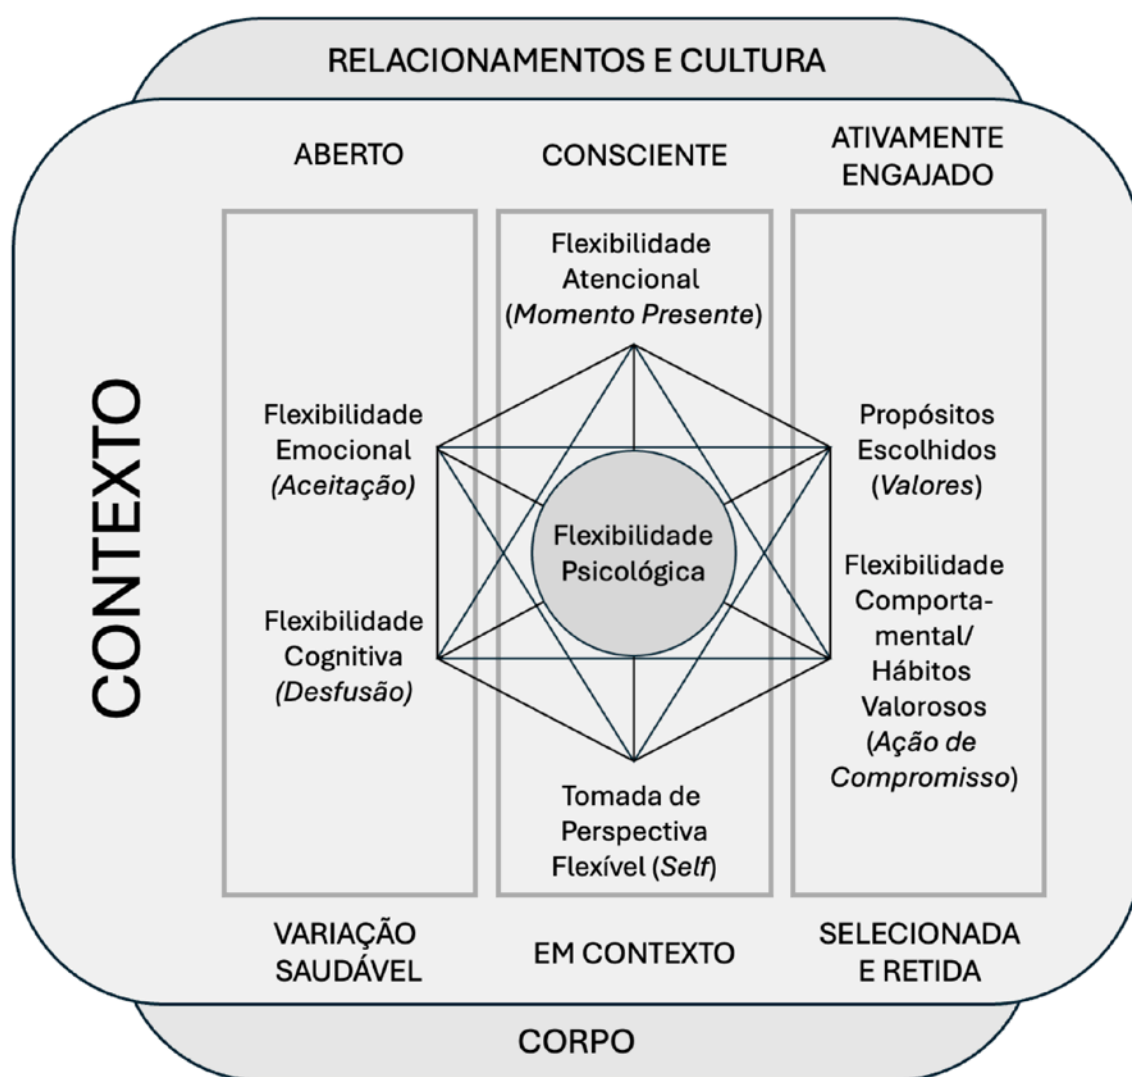 RELACIONAMENTOS E CULTURA
ABERTO
CONSCIENTE
ATIVAMENTE
ENGAJADO
CONTEXTO
Flexibilidade
Emocional
(Aceitação)
Flexibilidade
Cognitiva
(Desfusão)
Flexibilidade
Atencional
(Momento Presente)
Flexibilidade
Psicológica
Tomada de
Perspectiva
Flexível (Self)
Propósitos
Escolhidos
(Valores)
Flexibilidade
Comporta-
mental/
Hábitos
Valorosos
(Ação de
Compromisso)
VARIAÇÃO
SAUDÁVEL
EM CONTEXTO
SELECIONADA
E RETIDA
CORPO